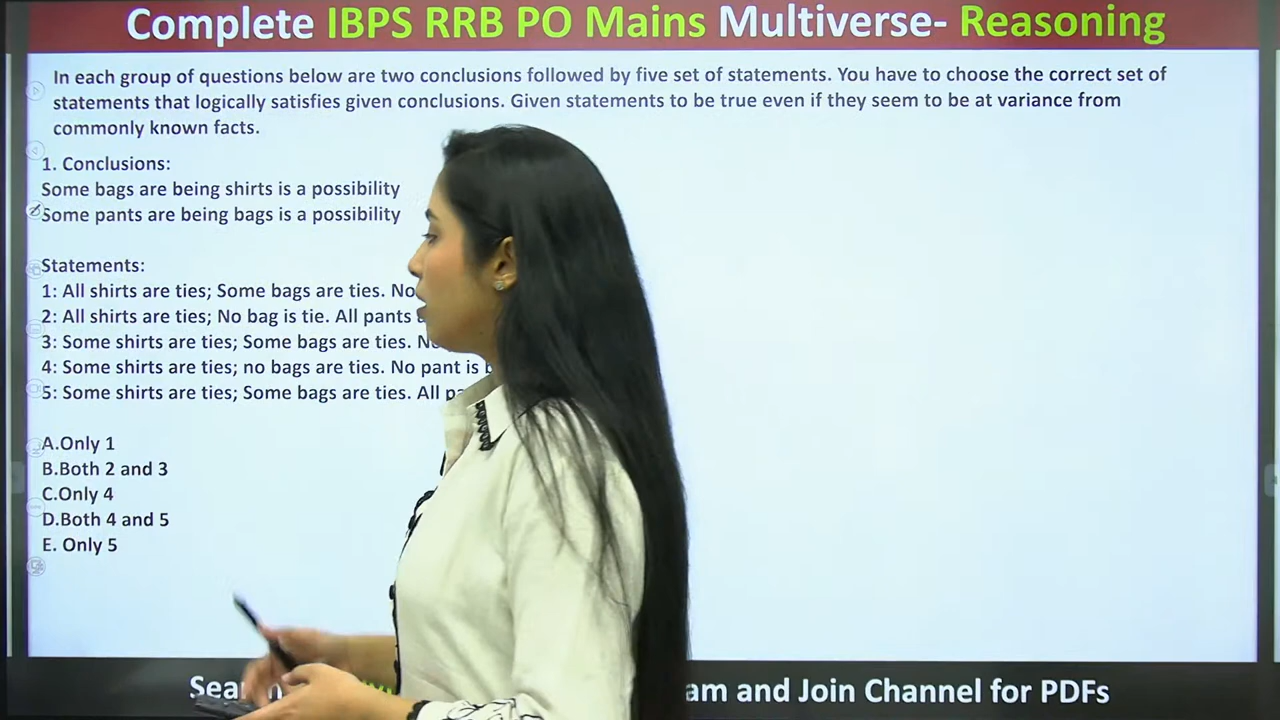 Complete IBPS RRB PO Mains Multiverse- Reasoning
In each group of questions below are two conclusions followed by five set of statements. You have to choose the correct set of
statements that logically satisfies given conclusions. Given statements to be true even if they seem to be at variance from
commonly known facts.
1. Conclusions:
Some bags are being shirts is a possibility
Some pants are being bags is a possibility
Statements:
1: All shirts are ties; Some bags are ties. No
2: All shirts are ties; No bag is tie. All pants
3: Some shirts are ties; Some bags are ties.
4: Some shirts are ties; no bags are ties. No pant is
5: Some shirts are ties; Some bags are ties. All
A.Only 1
B.Both 2 and 3
C.Only 4
D.Both 4 and 5
E. Only 5
and Join Channel for PDFs